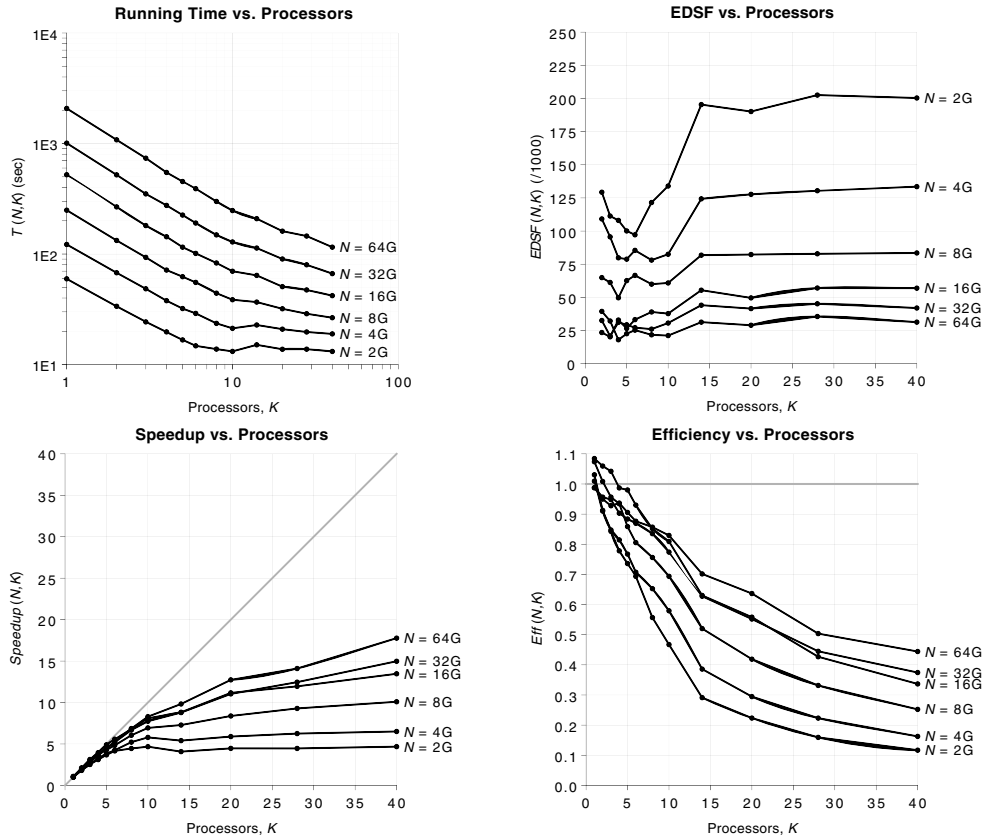 Running Time vs. Processors
1E4
1E3
1E2
1E1
T (N,K) (sec)
N = 64G
N = 32G
N = 16G
N = 8G
N = 4G
N = 2G
1
10
100
Processors, K
EDSF vs. Processors
250
225
200
175
150
125
100
75
50
25
0
EDSF (N,K) (/1000)
N = 2G
N = 4G
N = 8G
N = 16G
N = 32G
N = 64G
0 5 10 15 20 25 30 35 40
Processors, K
Speedup vs. Processors
40
35
30
25
20
15
10
5
0
Speedup (N,K)
N = 64G
N = 32G
N = 16G
N = 8G
N = 4G
N = 2G
0 5 10 15 20 25 30 35 40
Processors, K
Efficiency vs. Processors
1.1
1.0
0.9
0.8
0.7
0.6
0.5
0.4
0.3
0.2
0.1
0.0
Eff (N,K)
N = 64G
N = 32G
N = 16G
N = 8G
N = 4G
N = 2G
0 5 10 15 20 25 30 35 40
Processors, K